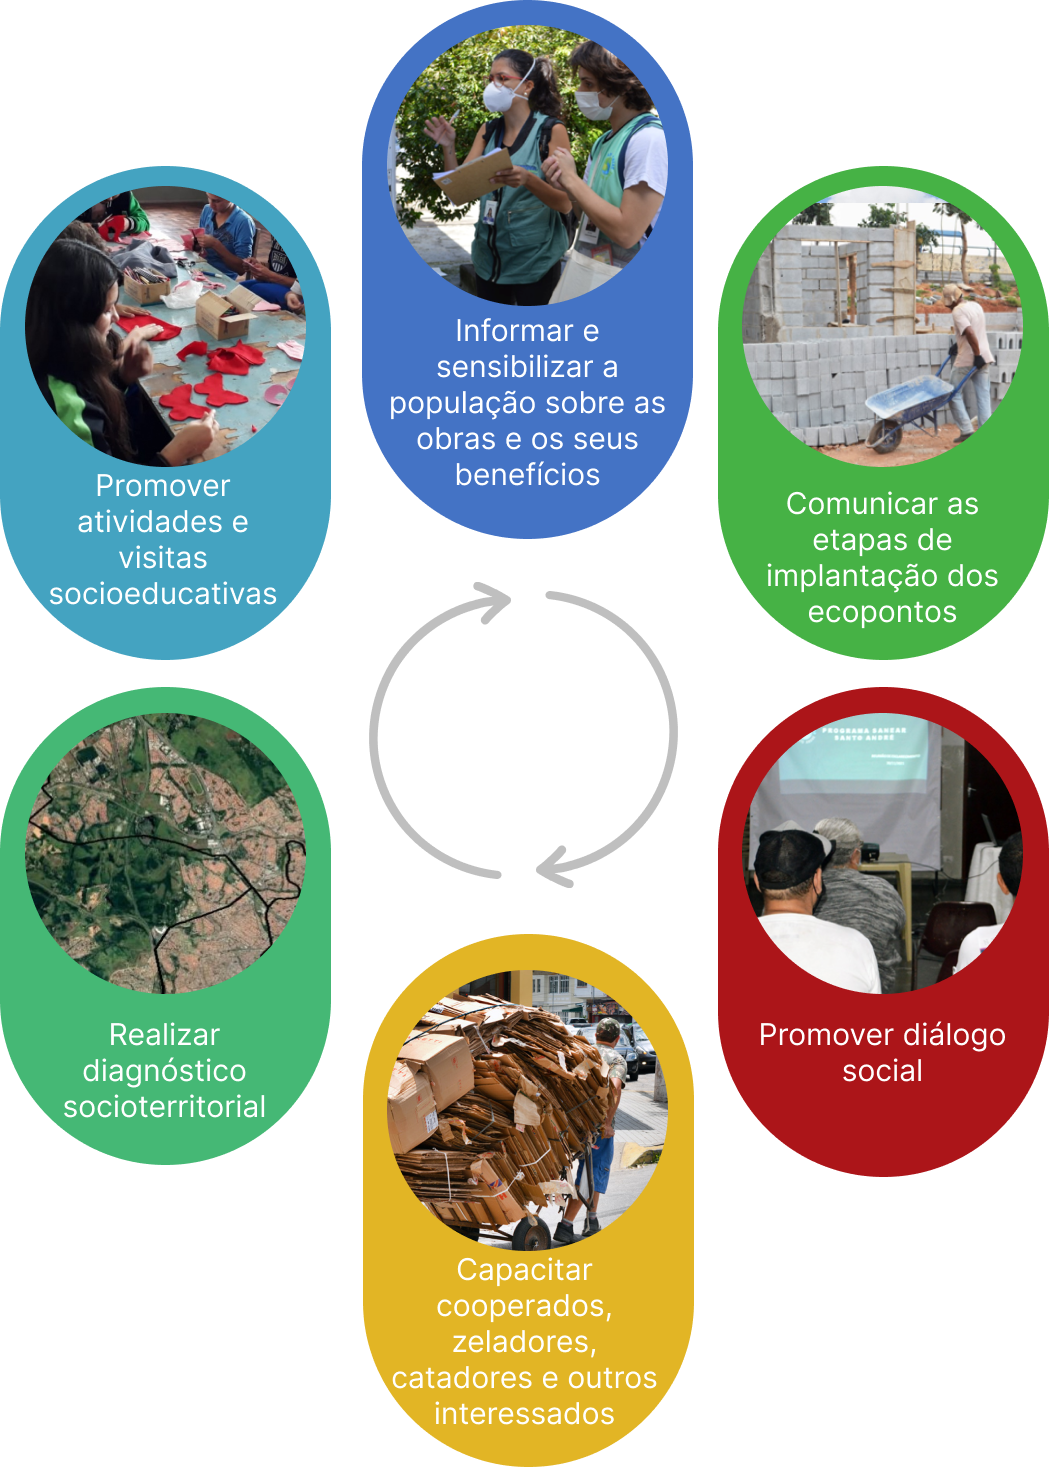 Informar e
sensibilizar a
população sobre as
obras e os seus
benefícios
Comunicar as
etapas de
implantação dos
ecopontos
PROGRAMA SANEAR
SANTO ANDRÉ
Promover diálogo
social
Capacitar
cooperados,
zeladores,
catadores e outros
interessados
Realizar
diagnóstico
socioterritorial
Promover
atividades e
visitas
socioeducativas